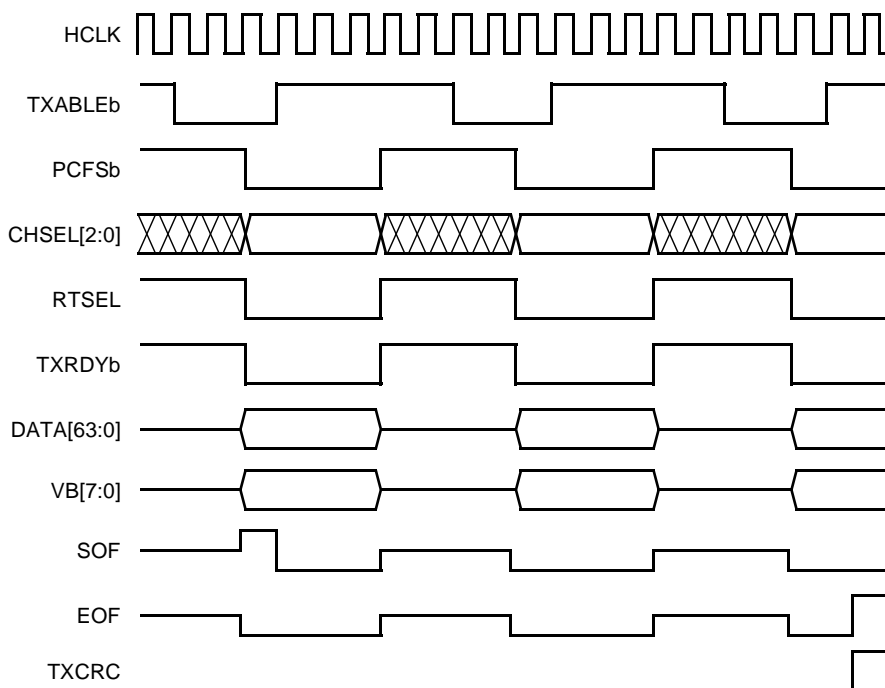 HCLK
TXABLEb
PCFSb
CHSEL[2:0]
RTSEL
TXRDYb
DATA[63:0]
VB[7:0]
SOF
EOF
TXCRC